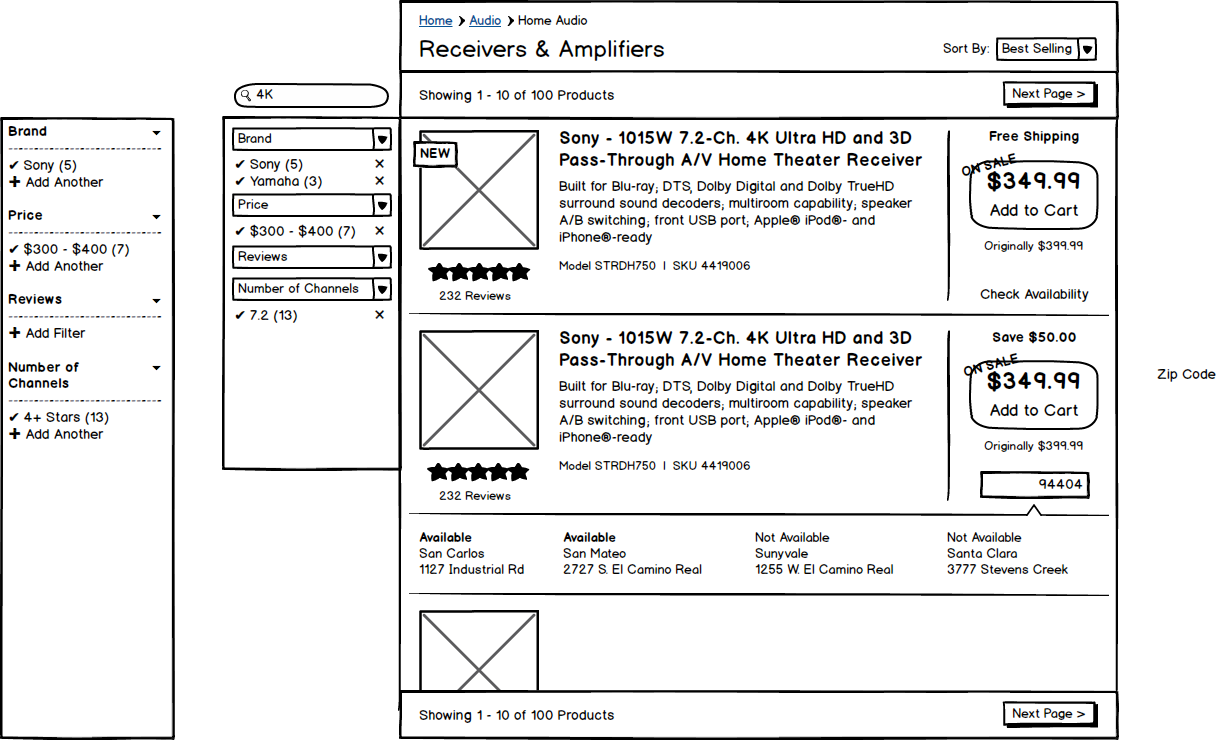 Home > Audio > Home Audio
Receivers & Amplifiers
Sort By: Best Selling
4K
Showing 1 - 10 of 100 Products
Next Page >
Brand
✔ Sony (5)
✚ Add Another
Price
✔ $300 - $400 (7)
✚ Add Another
Reviews
✚ Add Filter
Number of
Channels
✔ 4+ Stars (13)
✚ Add Another
Brand
✔ Sony (5) ✕
✔ Yamaha (3) ✕
Price
✔ $300 - $400 (7) ✕
Reviews
Number of Channels
✔ 7.2 (13) ✕
NEW
232 Reviews
Sony - 1015W 7.2-Ch. 4K Ultra HD and 3D
Pass-Through A/V Home Theater Receiver
Built for Blu-ray; DTS, Dolby Digital and Dolby TrueHD
surround sound decoders; multiroom capability; speaker
A/B switching; front USB port; Apple® iPod®- and
iPhone®-ready
Model STRDH750 | SKU 4419006
Free Shipping
ON SALE
$349.99
Add to Cart
Originally $399.99
Check Availability
232 Reviews
Sony - 1015W 7.2-Ch. 4K Ultra HD and 3D
Pass-Through A/V Home Theater Receiver
Built for Blu-ray; DTS, Dolby Digital and Dolby TrueHD
surround sound decoders; multiroom capability; speaker
A/B switching; front USB port; Apple® iPod®- and
iPhone®-ready
Model STRDH750 | SKU 4419006
Save $50.00
ON SALE
$349.99
Add to Cart
Originally $399.99
94404
Zip Code
Available
San Carlos
1127 Industrial Rd
Available
San Mateo
2727 S. El Camino Real
Not Available
Sunyvale
1255 W. El Camino Real
Not Available
Santa Clara
3777 Stevens Creek
Showing 1 - 10 of 100 Products
Next Page >